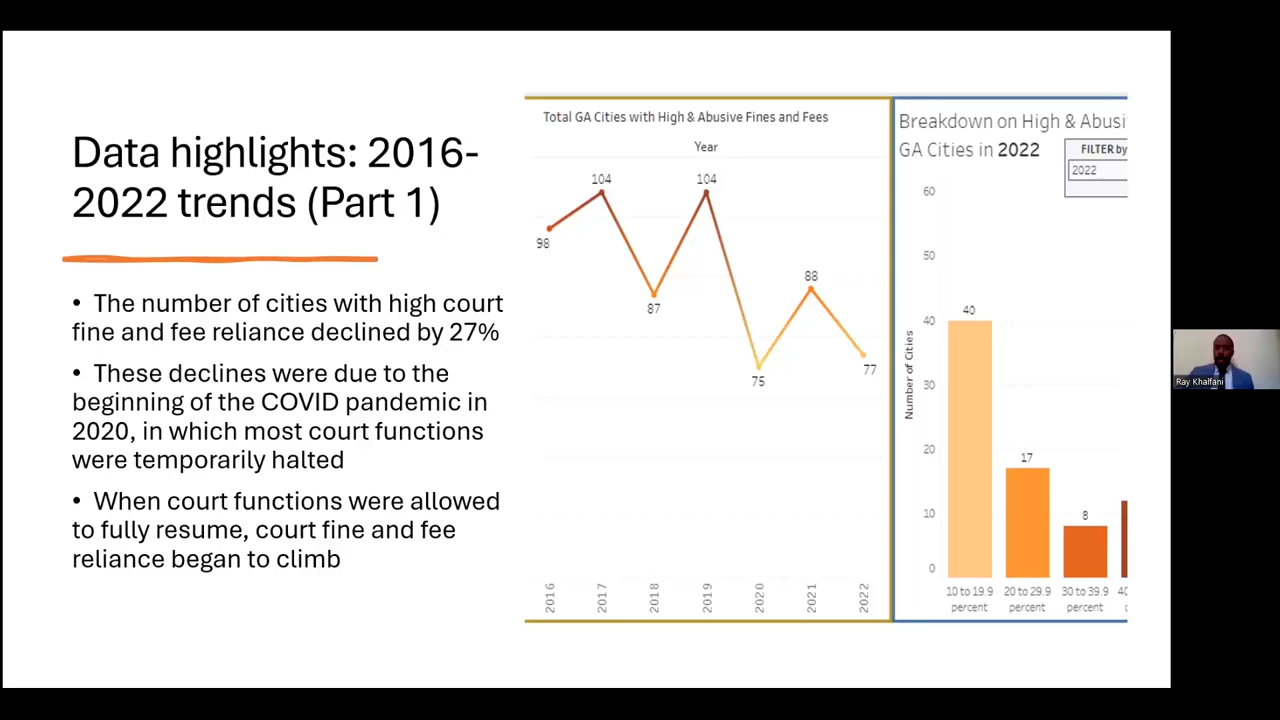 Data highlights: 2016-
2022 trends (Part 1)
• The number of cities with high court
fine and fee reliance declined by 27%
• These declines were due to the
beginning of the COVID pandemic in
2020, in which most court functions
were temporarily halted
• When court functions were allowed
to fully resume, court fine and fee
reliance began to climb
Total GA Cities with High & Abusive Fines and Fees
Year
98
104
87
104
75
88
77
2016
2017
2018
2019
2020
2021
2022
Breakdown on High & Abusi
GA Cities in 2022
FILTER by
2022
Number of Cities
60
50
40
30
20
10
0
40
17
8
10 to 19.9
percent
20 to 29.9
percent
30 to 39.9
percent
40
Ray Khalfani